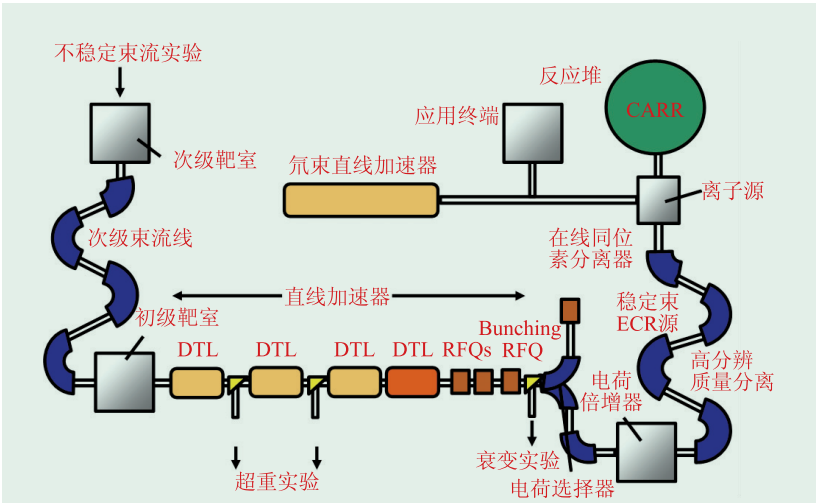 不稳定束流实验
反应堆
CARR
应用终端
次级靶室
氘束直线加速器
离子源
次级束流线
在线同位
素分离器
直线加速器
稳定束
ECR源
初级靶室
Bunching
DTL
DTL
DTL
DTL
RFQs
RFQ
高分辨
质量分离
电荷
倍增器
超重实验
衰变实验
电荷选择器